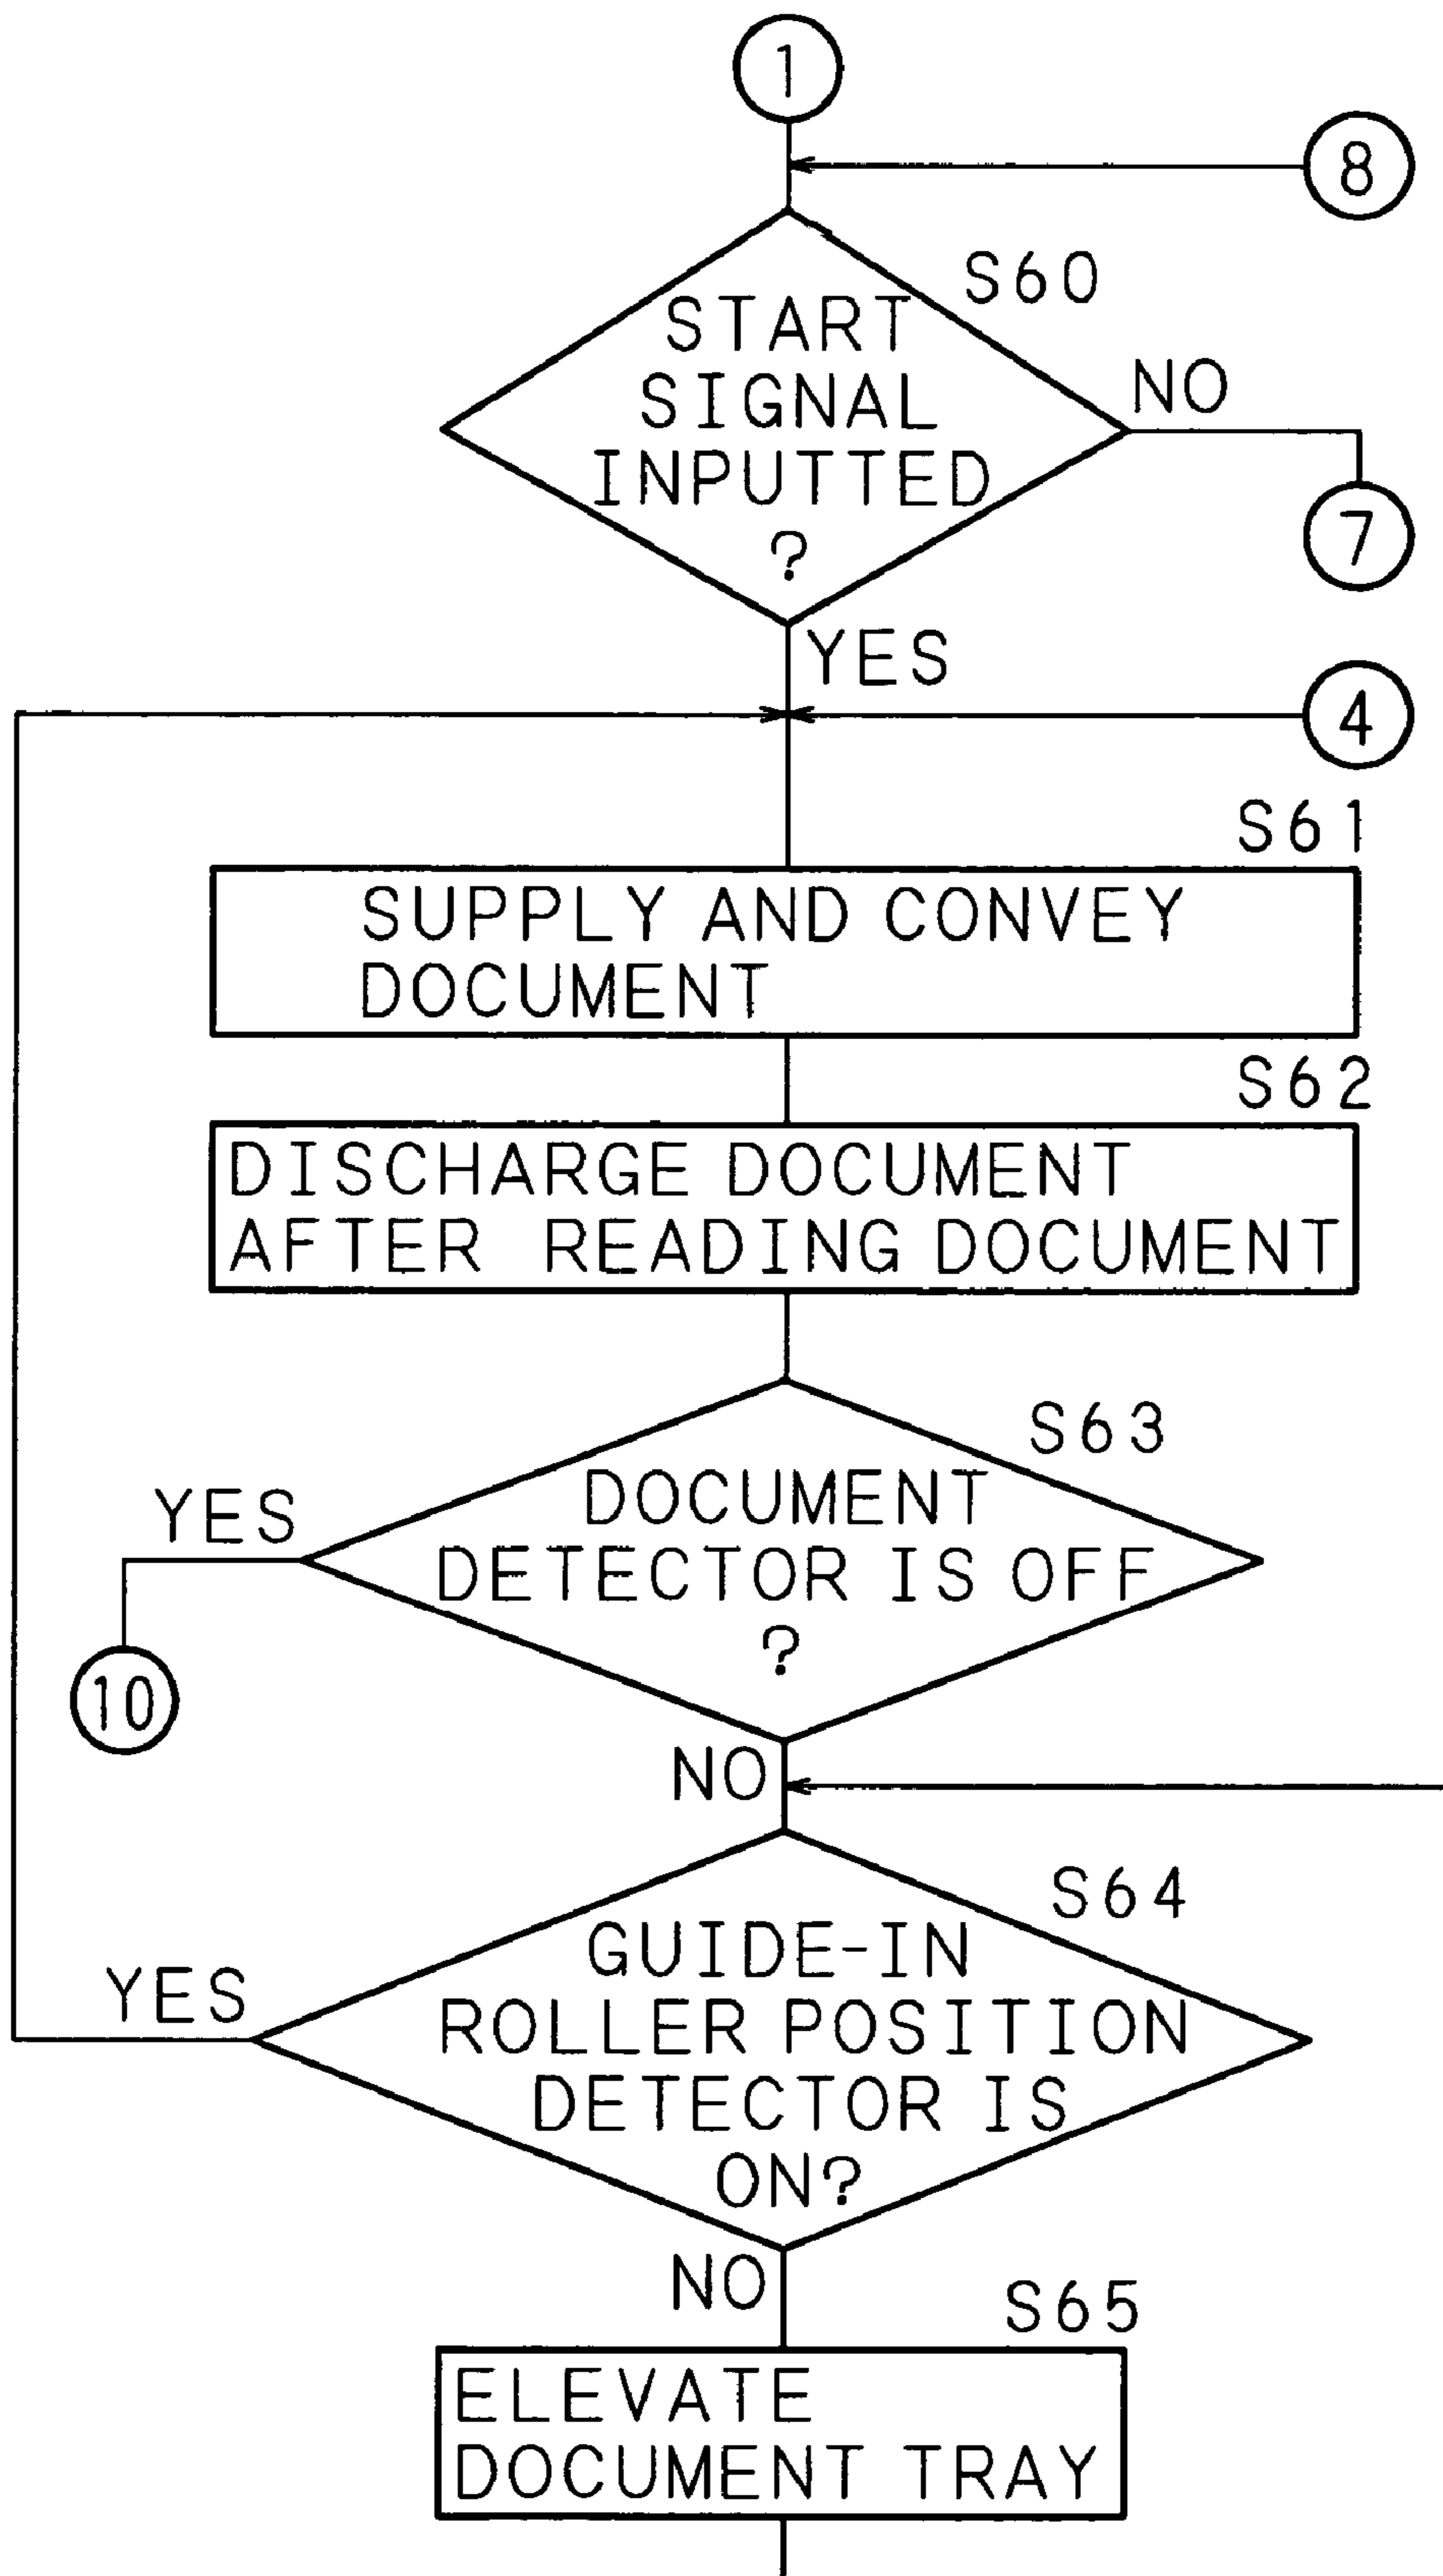 1
8
S60
START
SIGNAL
INPUTTED
?
NO
7
YES
4
S61
SUPPLY AND CONVEY
DOCUMENT
S62
DISCHARGE DOCUMENT
AFTER READING DOCUMENT
S63
DOCUMENT
DETECTOR IS OFF
?
YES
10
NO
S64
GUIDE-IN
ROLLER POSITION
DETECTOR IS
ON?
YES
NO
S65
ELEVATE
DOCUMENT TRAY